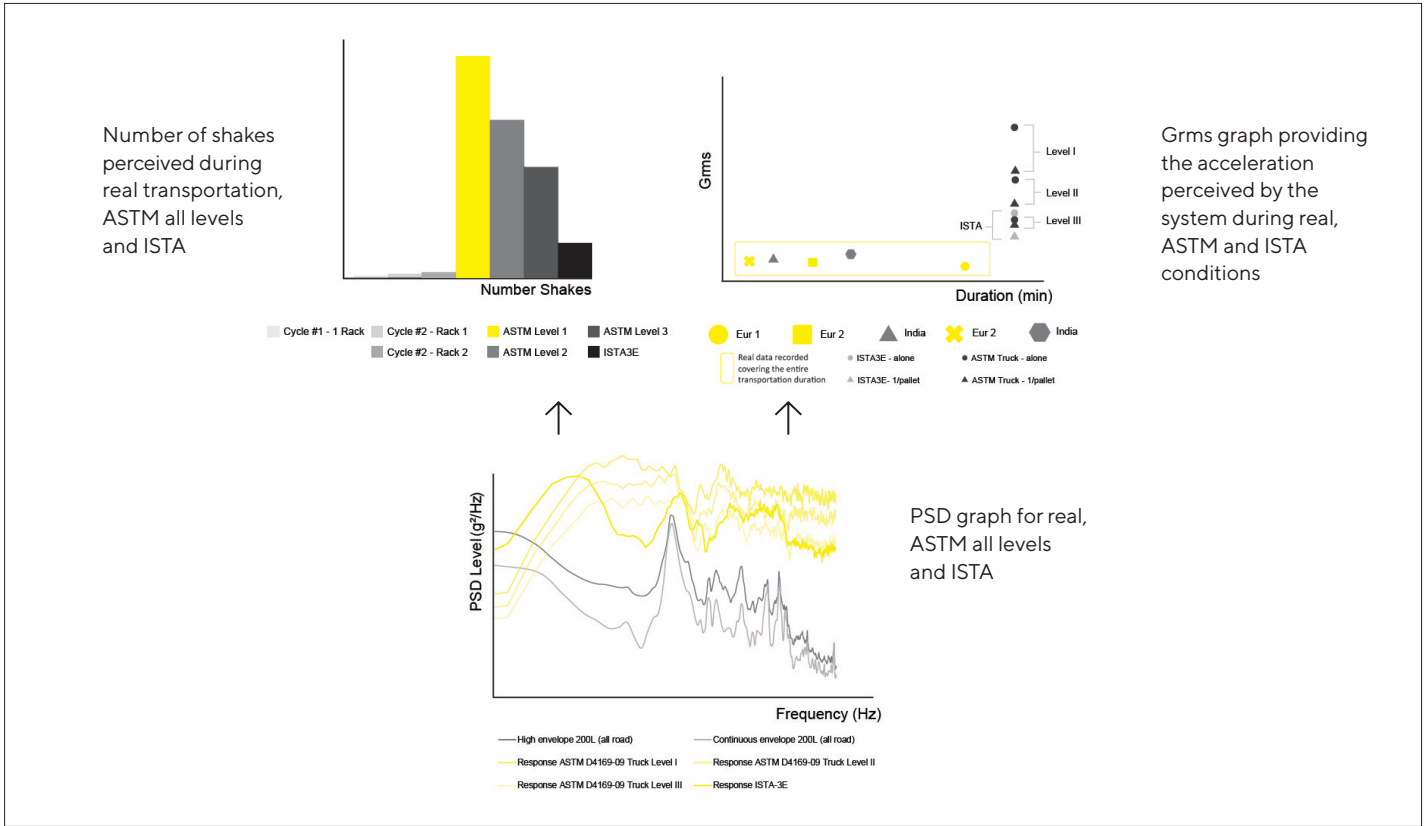 Number of shakes
perceived during
real transportation,
ASTM all levels
and ISTA
Number Shakes
Cycle #1 - 1 Rack
Cycle #2 - Rack 1
ASTM Level 1
ASTM Level 3
Cycle #2 - Rack 2
ASTM Level 2
ISTA3E
Grms
Level I
Level II
ISTA
Level III
Duration (min)
Eur 1
Eur 2
India
Eur 2
India
Real data recorded
covering the entire
transportation duration
ISTA3E - alone
ASTM Truck - alone
ISTA3E- 1/pallet
ASTM Truck - 1/pallet
Grms graph providing
the acceleration
perceived by the
system during real,
ASTM and ISTA
conditions
PSD Level (g²/Hz)
Frequency (Hz)
High envelope 200L (all road)
Continuous envelope 200L (all road)
Response ASTM D4169-09 Truck Level I
Response ASTM D4169-09 Truck Level II
Response ASTM D4169-09 Truck Level III
Response ISTA-3E
PSD graph for real,
ASTM all levels
and ISTA